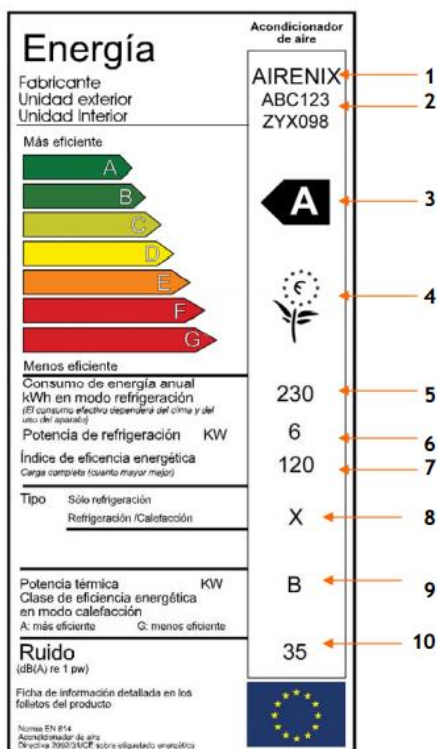 Acondicionador
de aire
Energía
Fabricante
Unidad exterior
Unidad Interior
AIRENIX
ABC123
ZYX098
1
2
Más eficiente
A
B
C
D
E
F
G
Menos eficiente
A
3
4
Consumo de energía anual
kWh en modo refrigeración
(El consumo efectivo dependerá del clima y del
uso del aparato)
230
5
Potencia de refrigeración KW
6
6
Índice de eficencia energética
Carga completa (cuanto mayor mejor)
120
7
Tipo Sólo refrigeración
Refrigeración /Calefacción
X
8
Potencia térmica KW
Clase de eficiencia energética
en modo calefacción
A: más eficiente G: menos eficiente
B
9
Ruido
(dB(A) re 1 pw)
35
10
Ficha de información detallada en los
folletos del producto
Norma EN 814
Acondicionador de aire
Directiva 2002/31/CE sobre etiquetado energético